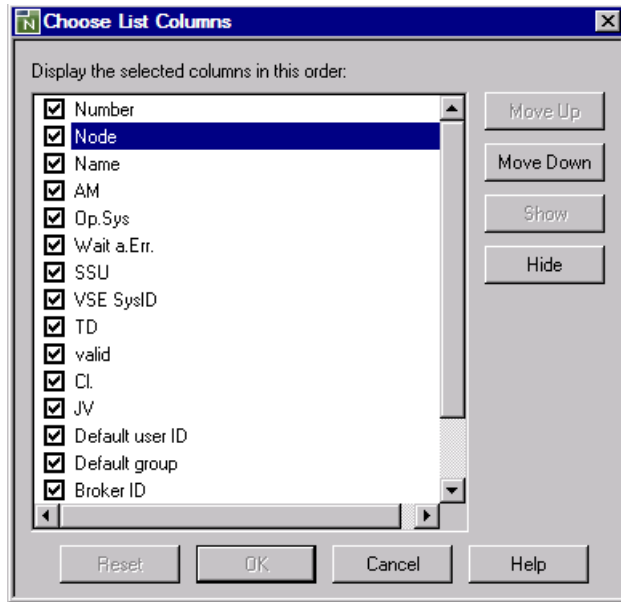 Choose List Columns
Display the selected columns in this order:
Number
Node
Name
AM
Op.Sys
Wait a.Err.
SSU
VSE SysID
TD
valid
Cl.
JV
Default user ID
Default group
Broker ID
Move Up
Move Down
Show
Hide
Reset
OK
Cancel
Help